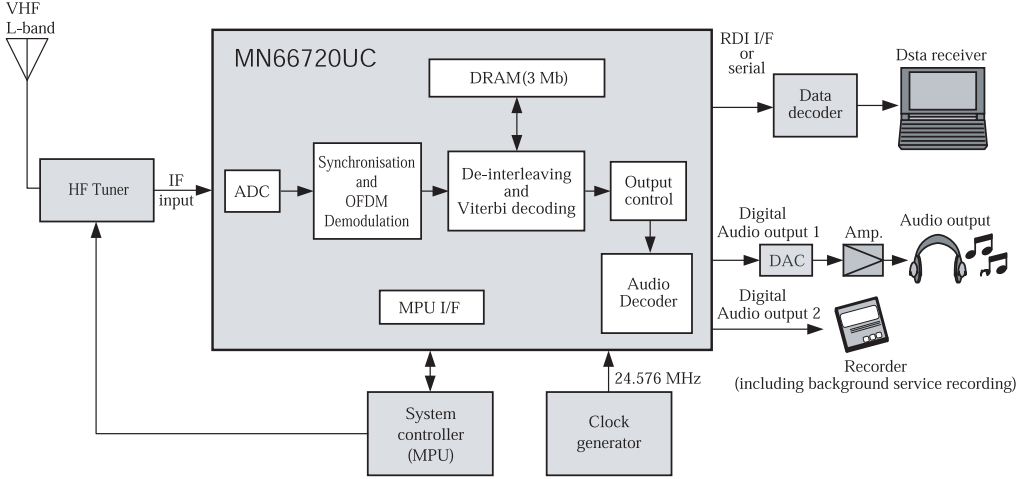 VHF
L-band
MN66720UC
DRAM(3 Mb)
RDI I/F
or
serial
Data
decoder
Dsta receiver
HF Tuner
IF
input
ADC
Synchronisation
and
OFDM
Demodulation
De-interleaving
and
Viterbi decoding
Output
control
Audio
Decoder
MPU I/F
Digital
Audio output 1
DAC
Amp.
Audio output
Digital
Audio output 2
Recorder
(including background service recording)
24.576 MHz
System
controller
(MPU)
Clock
generator